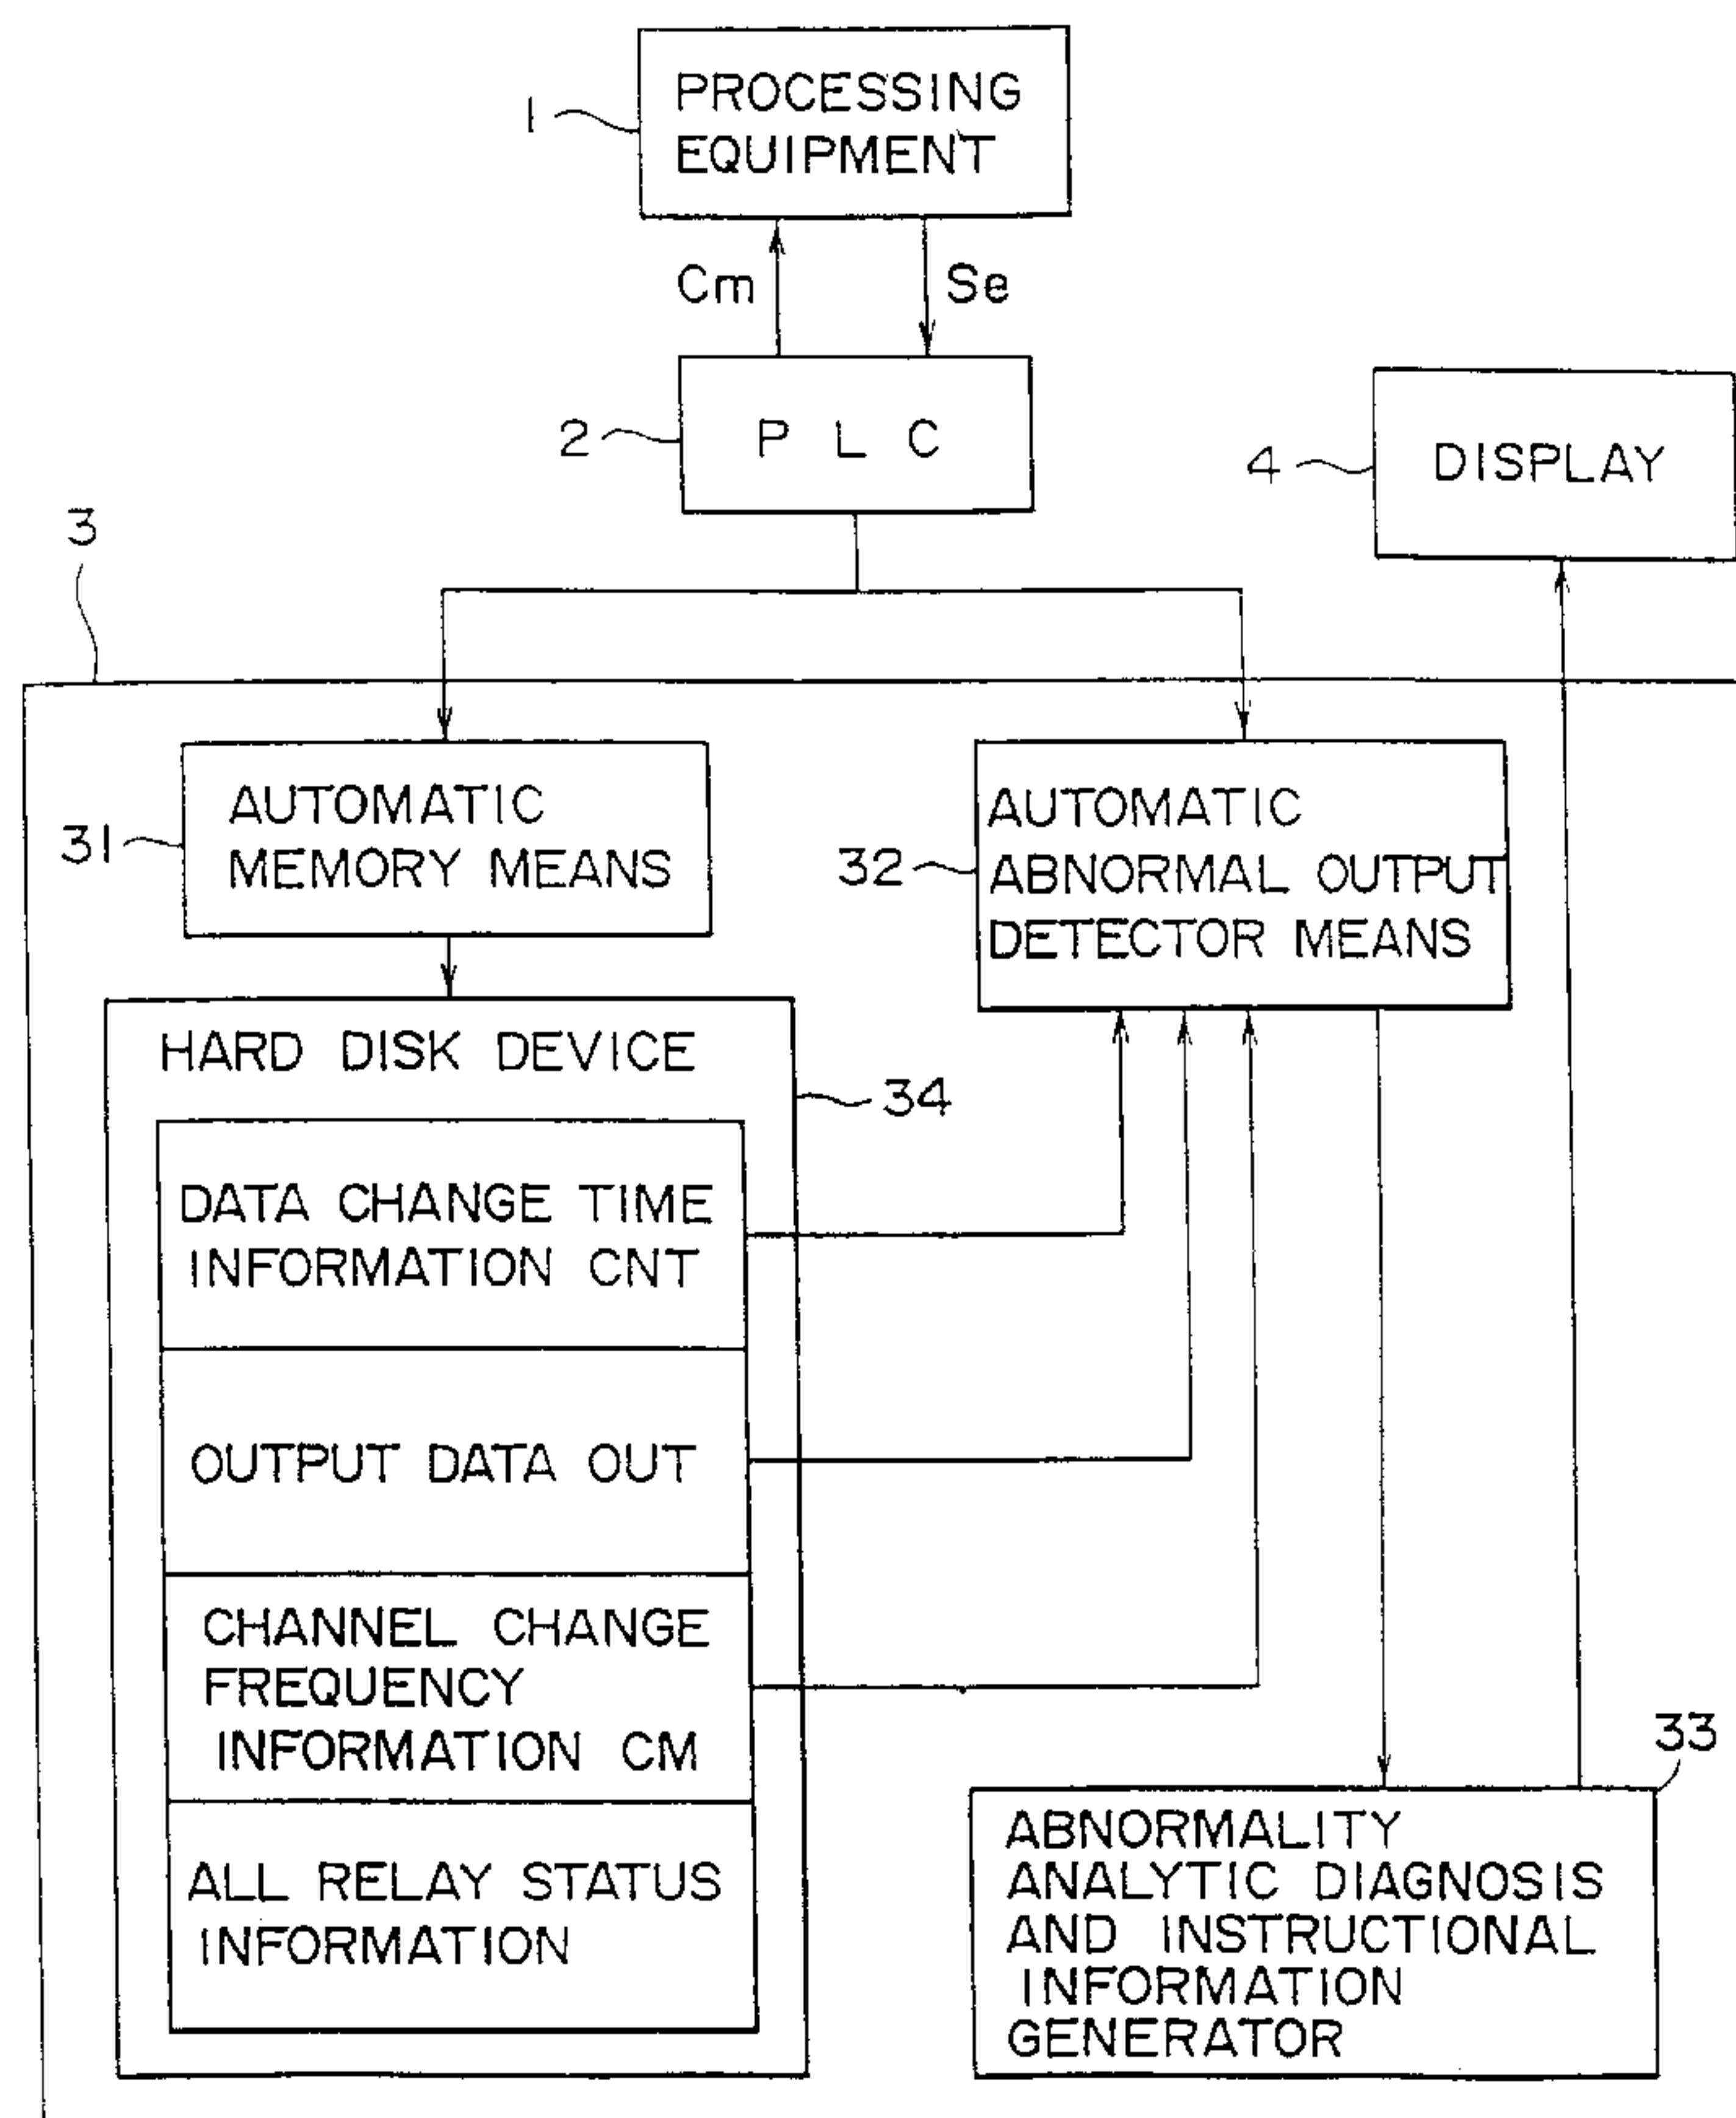 PROCESSING
EQUIPMENT
1
Cm
Se
2
P L C
4
DISPLAY
3
AUTOMATIC
MEMORY MEANS
31
AUTOMATIC
ABNORMAL OUTPUT
DETECTOR MEANS
32
HARD DISK DEVICE
34
DATA CHANGE TIME
INFORMATION CNT
OUTPUT DATA OUT
CHANNEL CHANGE
FREQUENCY
INFORMATION CM
ALL RELAY STATUS
INFORMATION
33
ABNORMALITY
ANALYTIC DIAGNOSIS
AND INSTRUCTIONAL
INFORMATION
GENERATOR